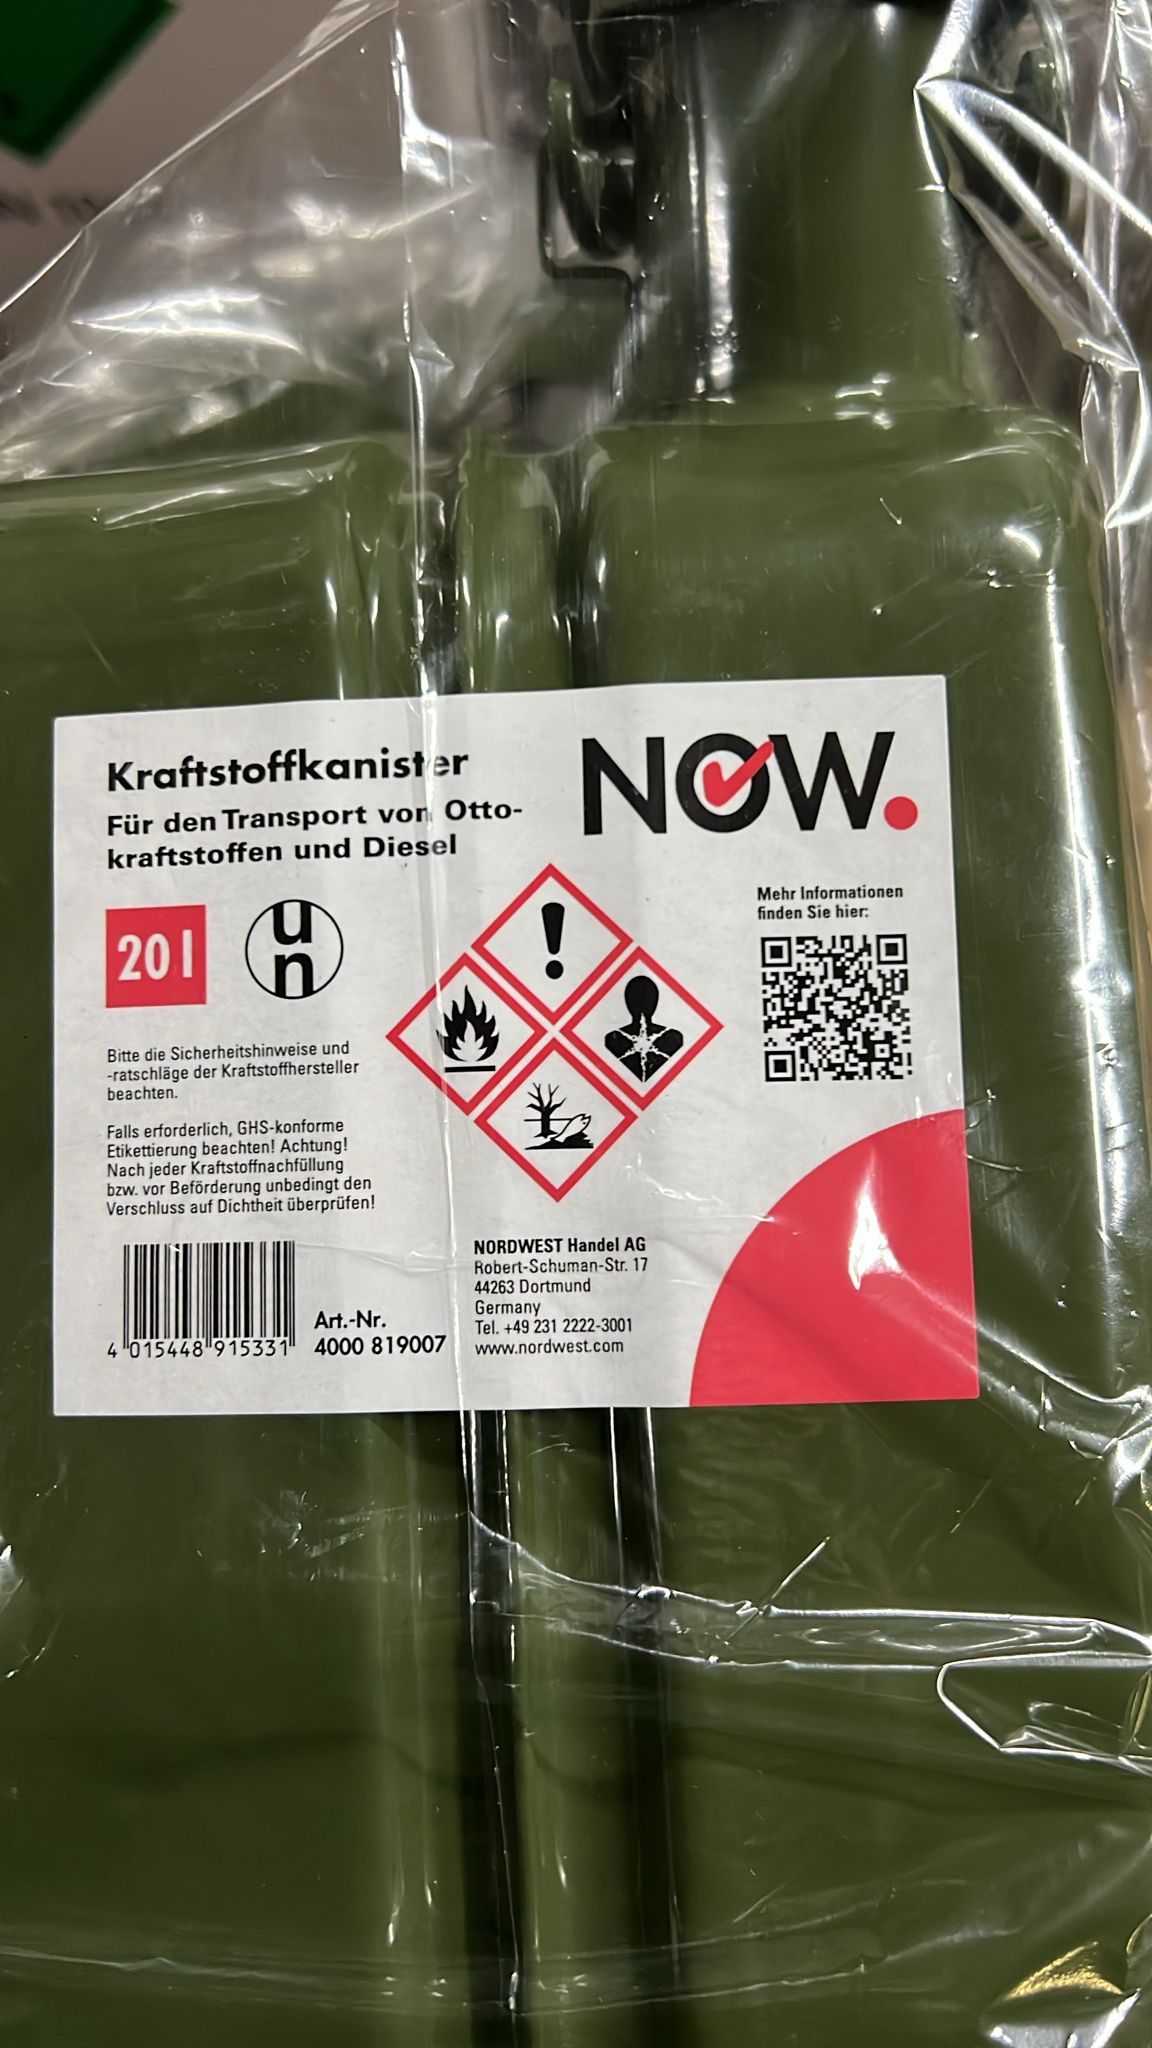 Kraftstoffkanister
Für den Transport von Otto-
kraftstoffen und Diesel
NOW.
20 l
un
Mehr Informationen
finden Sie hier:
Bitte die Sicherheitshinweise und
-ratschläge der Kraftstoffhersteller
beachten.
Falls erforderlich, GHS-konforme
Etikettierung beachten! Achtung!
Nach jeder Kraftstoffnachfüllung
bzw. vor Beförderung unbedingt den
Verschluss auf Dichtheit überprüfen!
4 015448 915331
Art.-Nr.
4000 819007
NORDWEST Handel AG
Robert-Schuman-Str. 17
44263 Dortmund
Germany
Tel. +49 231 2222-3001
www.nordwest.com